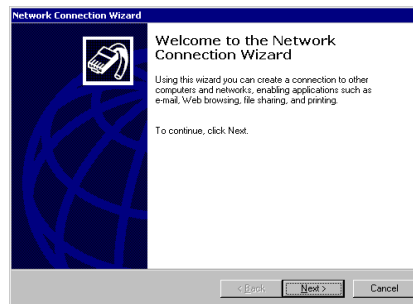 Network Connection Wizard
Welcome to the Network
Connection Wizard
Using this wizard you can create a connection to other
computers and networks, enabling applications such as
e-mail, Web browsing, file sharing, and printing.
To continue, click Next.
< Back Next > Cancel